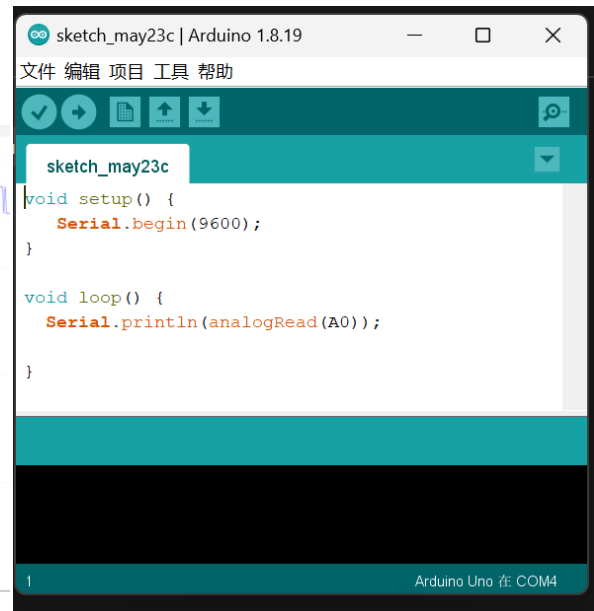 sketch_may23c | Arduino 1.8.19
文件 编辑 项目 工具 帮助
sketch_may23c
void setup() {
   Serial.begin(9600);
}
void loop() {
  Serial.println(analogRead(A0));
}
1 Arduino Uno 在 COM4